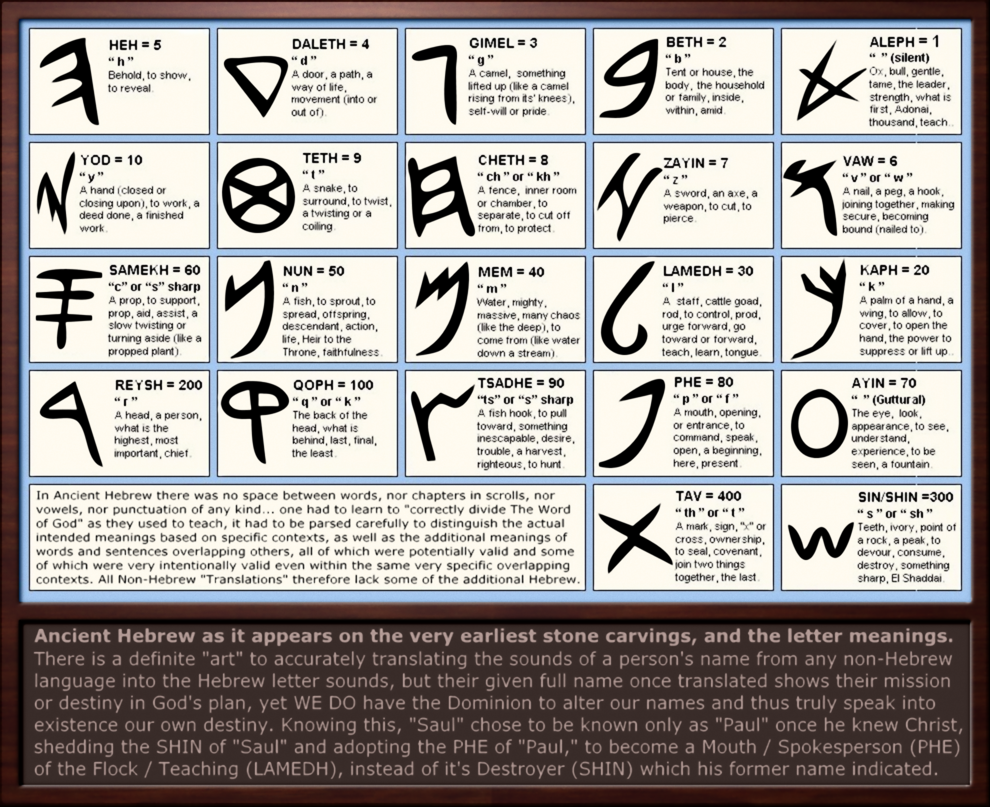 HEH = 5
“ h ”
Behold, to show,
to reveal.
DALETH = 4
“ d ”
A door, a path, a
way of life,
movement (into or
out of).
GIMEL = 3
“ g ”
A camel, something
lifted up (like a camel
rising from its' knees),
self-will or pride.
BETH = 2
“ b ”
Tent or house, the
body, the household
or family, inside,
within, amid.
ALEPH = 1
“ ” (silent)
Ox, bull, gentle,
tame, the leader,
strength, what is
first, Adonai,
thousand, teach..
YOD = 10
“ y ”
A hand (closed or
closing upon), to work, a
deed done, a finished
work.
TETH = 9
“ t ”
A snake, to
surround, to twist,
a twisting or a
coiling.
CHETH = 8
“ ch ” or “ kh ”
A fence, inner room
or chamber, to
separate, to cut off
from, to protect.
ZAYIN = 7
“ z ”
A sword, an axe, a
weapon, to cut, to
pierce.
VAW = 6
“ v ” or “ w ”
A nail, a peg, a hook,
joining together, making
secure, becoming
bound (nailed to).
SAMEKH = 60
“c” or “s” sharp
A prop, to support,
prop, aid, assist, a
slow twisting or
turning aside (like a
propped plant).
NUN = 50
“ n ”
A fish, to sprout, to
spread, offspring,
descendant, action,
life, Heir to the
Throne, faithfulness.
MEM = 40
“ m ”
Water, mighty,
massive, many chaos
(like the deep), to
come from (like water
down a stream).
LAMEDH = 30
“ l ”
A staff, cattle goad,
rod, to control, prod,
urge forward, go
toward or forward,
teach, learn, tongue.
KAPH = 20
“ k ”
A palm of a hand, a
wing, to allow, to
cover, to open the
hand, the power to
suppress or lift up..
REYSH = 200
“ r ”
A head, a person,
what is the
highest, most
important, chief.
QOPH = 100
“ q ” or “ k ”
The back of the
head, what is
behind, last, final,
the least.
TSADHE = 90
“ts” or “s” sharp
A fish hook, to pull
toward, something
inescapable, desire,
trouble, a harvest,
righteous, to hunt.
PHE = 80
“ p ” or “ f ”
A mouth, opening,
or entrance, to
command, speak,
open, a beginning,
here, present.
AYIN = 70
“ ” (Guttural)
The eye, look,
appearance, to see,
understand,
experience, to be
seen, a fountain.
In Ancient Hebrew there was no space between words, nor chapters in scrolls, nor
vowels, nor punctuation of any kind... one had to learn to "correctly divide The Word
of God" as they used to teach, it had to be parsed carefully to distinguish the actual
intended meanings based on specific contexts, as well as the additional meanings of
words and sentences overlapping others, all of which were potentially valid and some
of which were very intentionally valid even within the same very specific overlapping
contexts. All Non-Hebrew "Translations" therefore lack some of the additional Hebrew.
TAV = 400
“ th ” or “ t ”
A mark, sign, "x" or
cross, ownership,
to seal, covenant,
join two things
together, the last.
SIN/SHIN =300
“ s ” or “ sh ”
Teeth, ivory, point of
a rock, a peak, to
devour, consume,
destroy, something
sharp, El Shaddai.
Ancient Hebrew as it appears on the very earliest stone carvings, and the letter meanings.
There is a definite "art" to accurately translating the sounds of a person's name from any non-Hebrew
language into the Hebrew letter sounds, but their given full name once translated shows their mission
or destiny in God's plan, yet WE DO have the Dominion to alter our names and thus truly speak into
existence our own destiny. Knowing this, "Saul" chose to be known only as "Paul" once he knew Christ,
shedding the SHIN of "Saul" and adopting the PHE of "Paul," to become a Mouth / Spokesperson (PHE)
of the Flock / Teaching (LAMEDH), instead of it's Destroyer (SHIN) which his former name indicated.